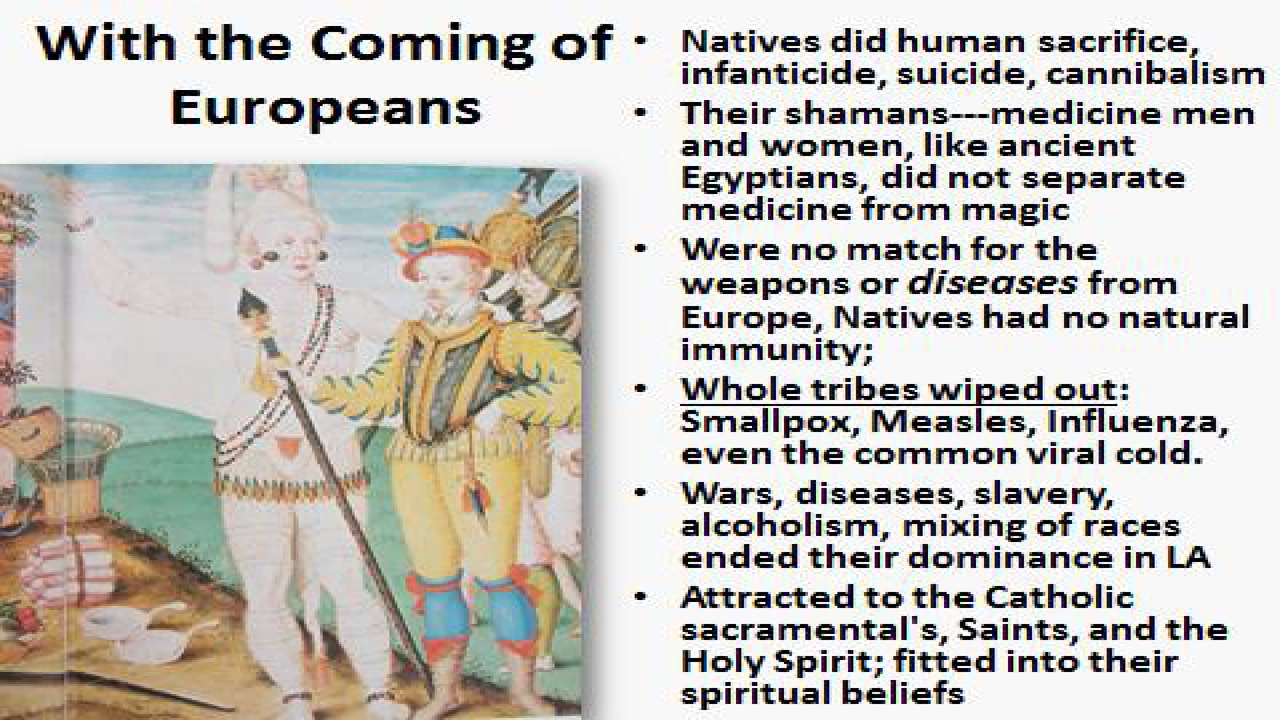 With the Coming of
Europeans
• Natives did human sacrifice,
infanticide, suicide, cannibalism
• Their shamans---medicine men
and women, like ancient
Egyptians, did not separate
medicine from magic
• Were no match for the
weapons or diseases from
Europe, Natives had no natural
immunity;
• Whole tribes wiped out:
Smallpox, Measles, Influenza,
even the common viral cold.
• Wars, diseases, slavery,
alcoholism, mixing of races
ended their dominance in LA
• Attracted to the Catholic
sacramental's, Saints, and the
Holy Spirit; fitted into their
spiritual beliefs